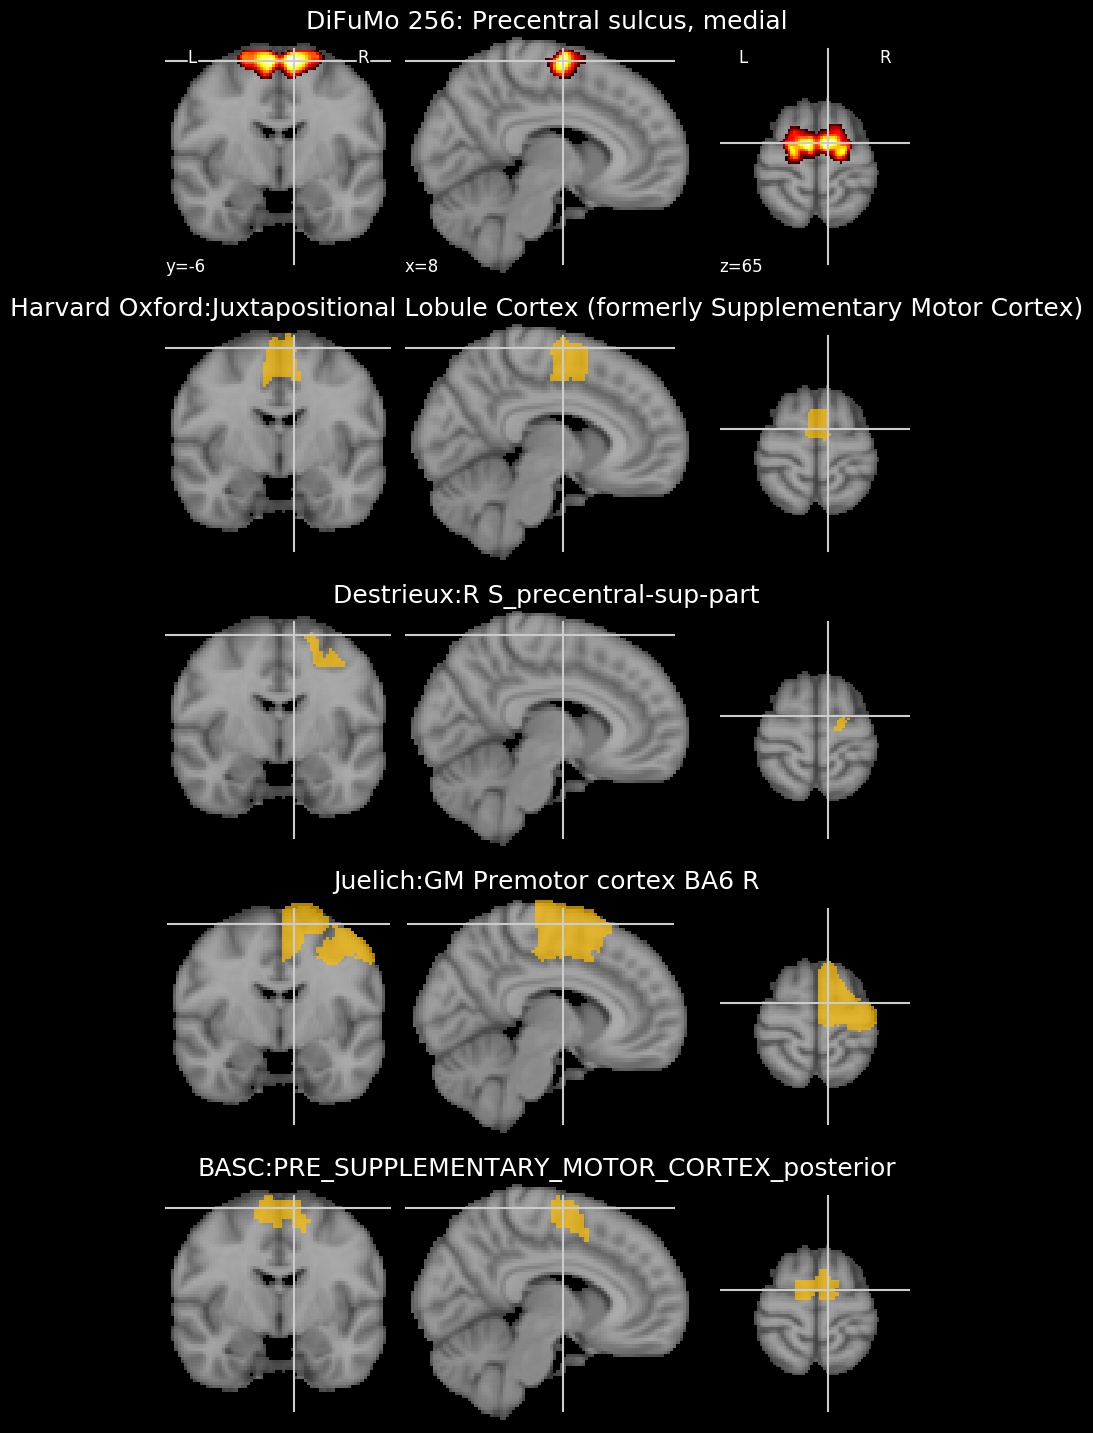 DiFuMo 256: Precentral sulcus, medial
L R L R
y=-6 x=8 z=65
Harvard Oxford:Juxtapositional Lobule Cortex (formerly Supplementary Motor Cortex)
Destrieux:R S_precentral-sup-part
Juelich:GM Premotor cortex BA6 R
BASC:PRE_SUPPLEMENTARY_MOTOR_CORTEX_posterior